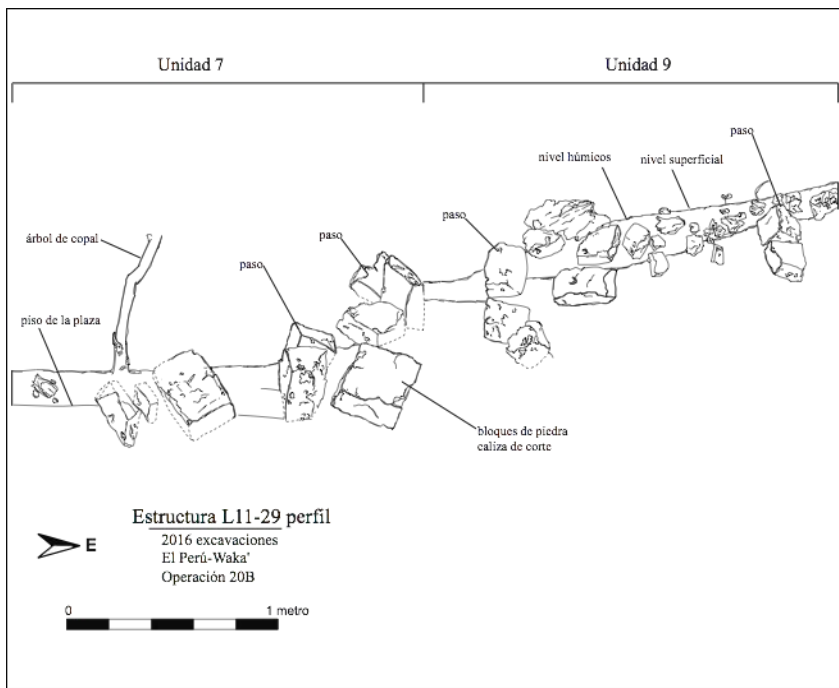 Unidad 7
Unidad 9
paso
nivel húmicos
nivel superficial
paso
paso
árbol de copal
paso
piso de la plaza
bloques de piedra
caliza de corte
Estructura L11-29 perfil
2016 excavaciones
El Perú-Waka'
Operación 20B
E
0
1 metro